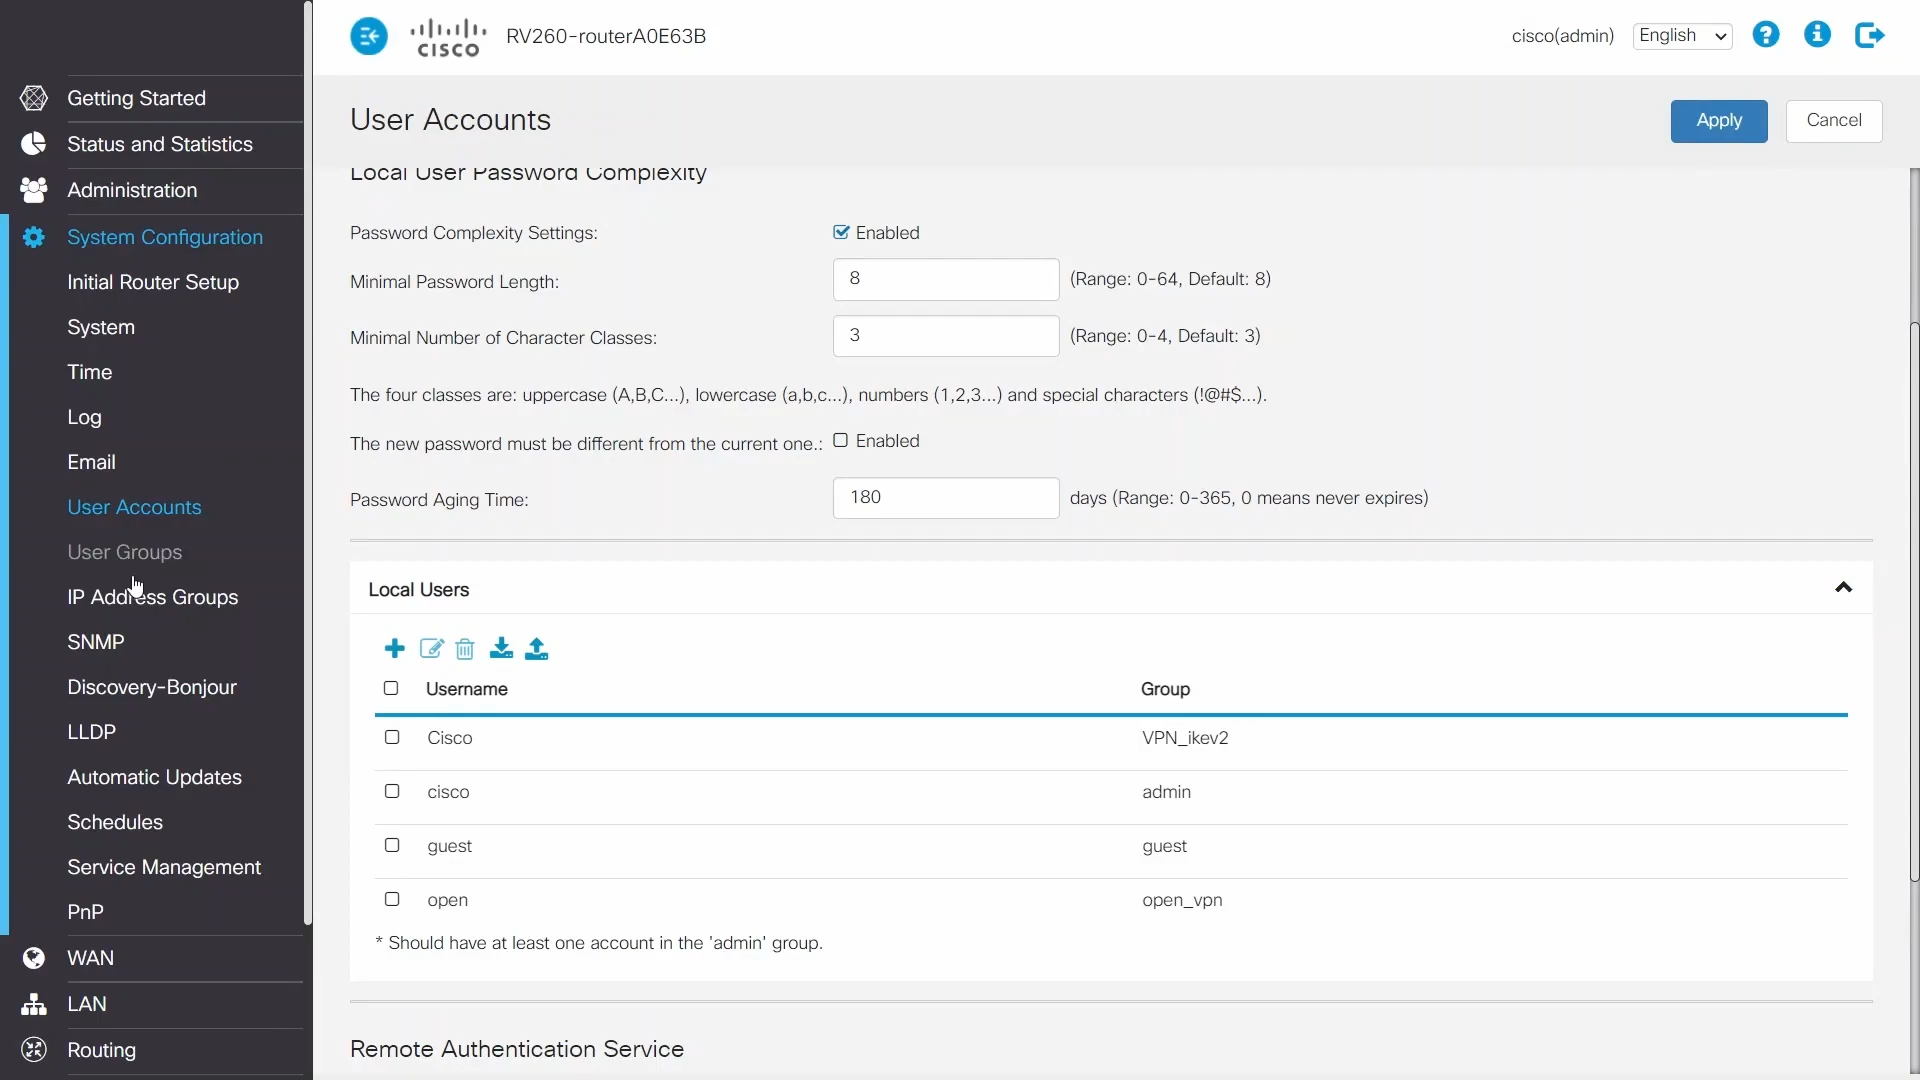 CISCO
RV260-routerA0E63B
cisco(admin)
English
Getting Started
Status and Statistics
Administration
System Configuration
Initial Router Setup
System
Time
Log
Email
User Accounts
User Groups
IP Address Groups
SNMP
Discovery-Bonjour
LLDP
Automatic Updates
Schedules
Service Management
PnP
WAN
LAN
Routing
User Accounts
Apply
Cancel
Local User Password Complexity
Password Complexity Settings:
Enabled
Minimal Password Length:
8
(Range: 0-64, Default: 8)
Minimal Number of Character Classes:
3
(Range: 0-4, Default: 3)
The four classes are: uppercase (A,B,C...), lowercase (a,b,c...), numbers (1,2,3...) and special characters (!@#$...).
The new password must be different from the current one.:
Enabled
Password Aging Time:
180
days (Range: 0-365, 0 means never expires)
Local Users
Username
Group
Cisco
VPN_ikev2
cisco
admin
guest
guest
open
open_vpn
* Should have at least one account in the 'admin' group.
Remote Authentication Service